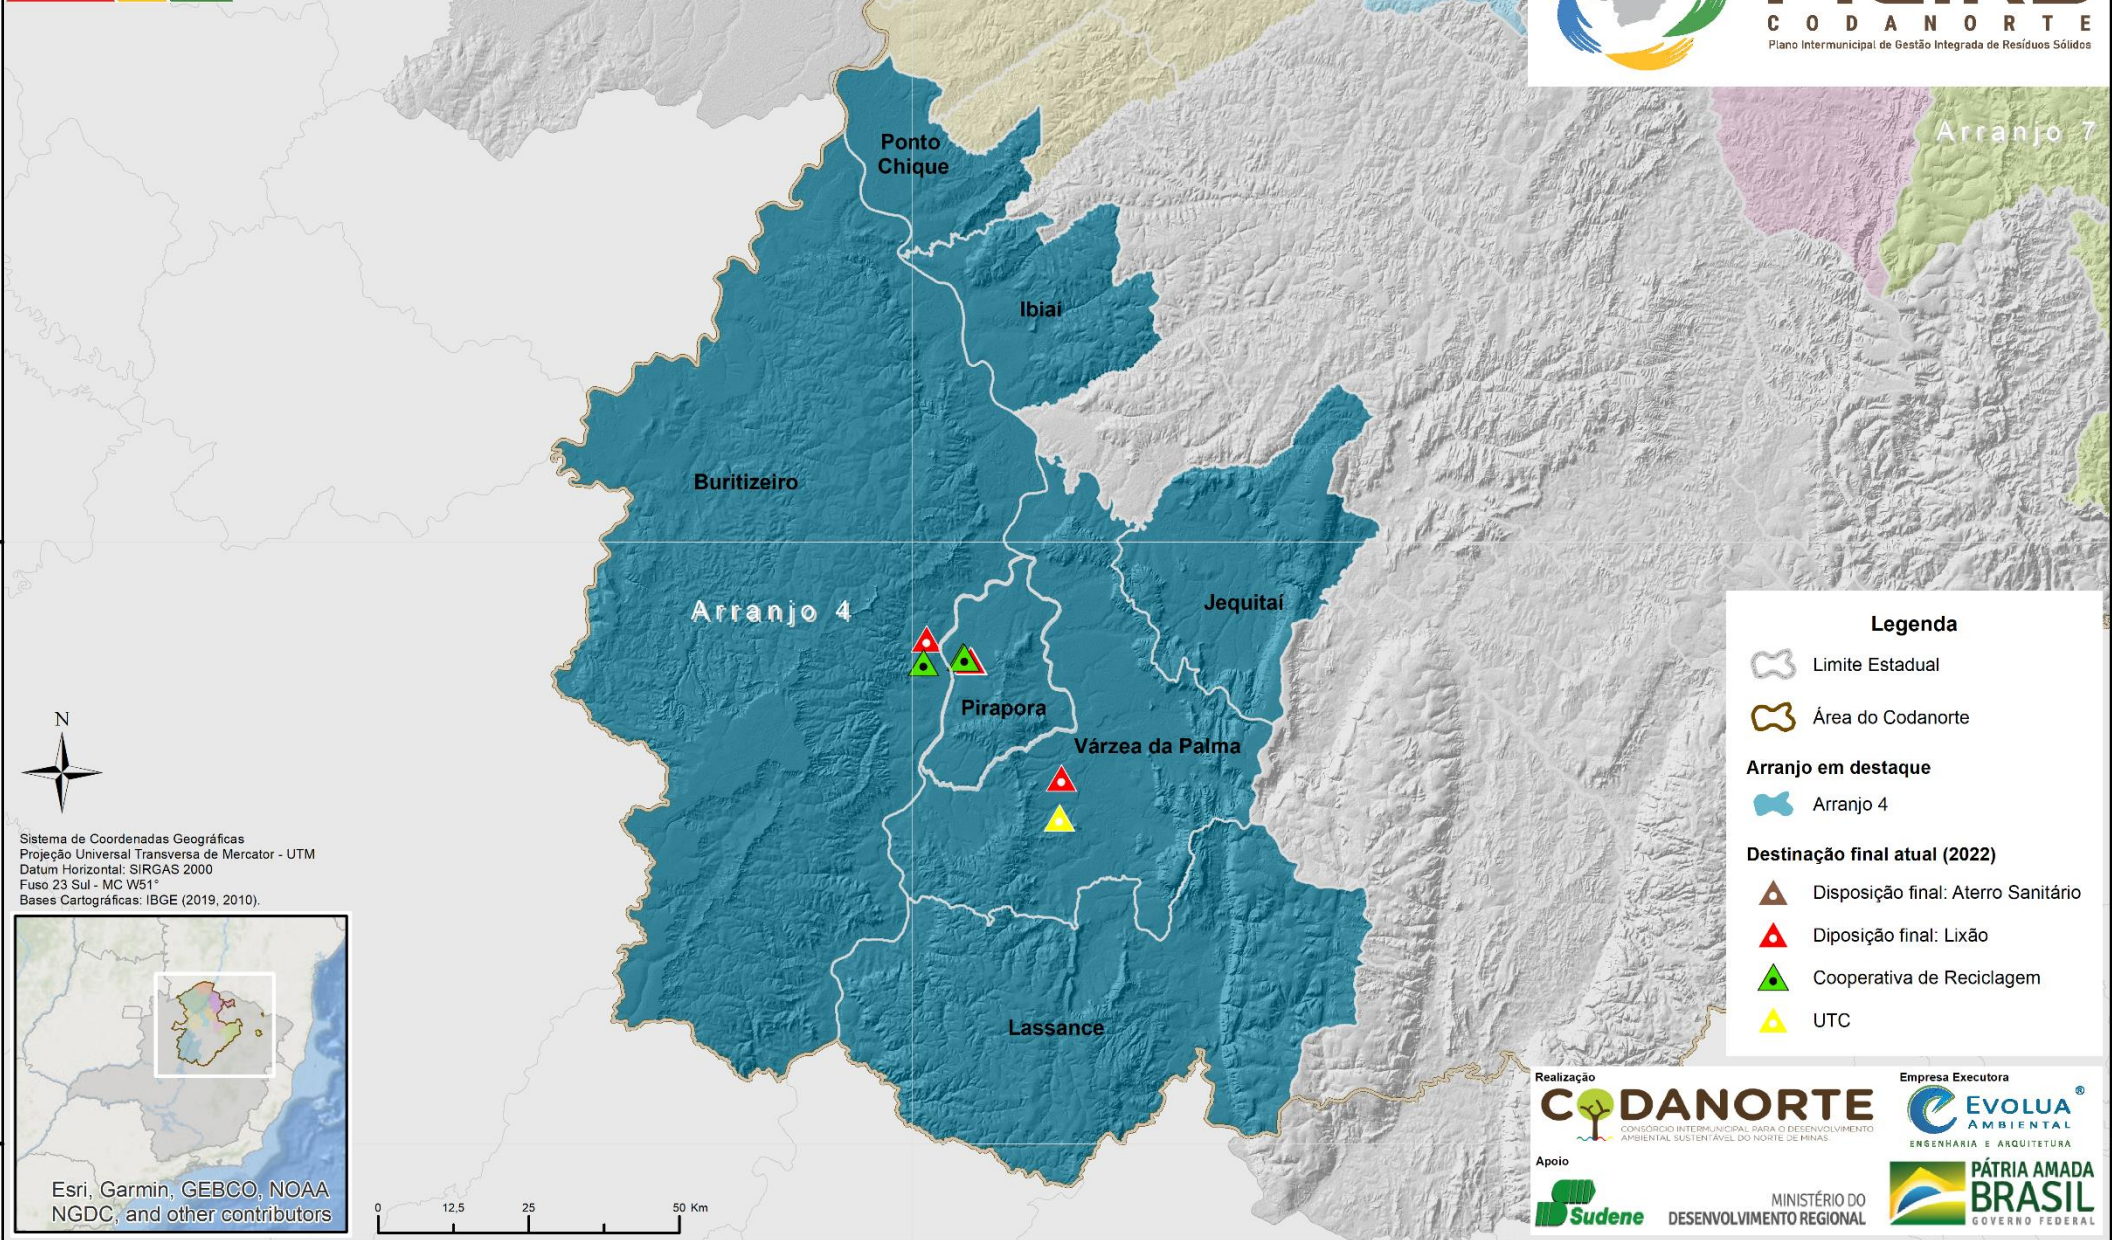 CODANORTE
Plano Intermunicipal de Gestão Integrada de Resíduos Sólidos
Arranjo 7
Ponto
Chique
Ibiaí
Buritizeiro
Arranjo 4
Jequitaí
Pirapora
Várzea da Palma
Lassance
N
Sistema de Coordenadas Geográficas
Projeção Universal Transversa de Mercator - UTM
Datum Horizontal: SIRGAS 2000
Fuso 23 Sul - MC W51°
Bases Cartográficas: IBGE (2019, 2010).
Esri, Garmin, GEBCO, NOAA
NGDC, and other contributors
0 12,5 25 50 Km
Legenda
Limite Estadual
Área do Codanorte
Arranjo em destaque
Arranjo 4
Destinação final atual (2022)
Disposição final: Aterro Sanitário
Diposição final: Lixão
Cooperativa de Reciclagem
UTC
Realização
CODANORTE
CONSÓRCIO INTERMUNICIPAL PARA O DESENVOLVIMENTO
AMBIENTAL SUSTENTÁVEL DO NORTE DE MINAS
Empresa Executora
EVOLUA®
AMBIENTAL
ENGENHARIA E ARQUITETURA
Apoio
Sudene
MINISTÉRIO DO
DESENVOLVIMENTO REGIONAL
PÁTRIA AMADA
BRASIL
GOVERNO FEDERAL